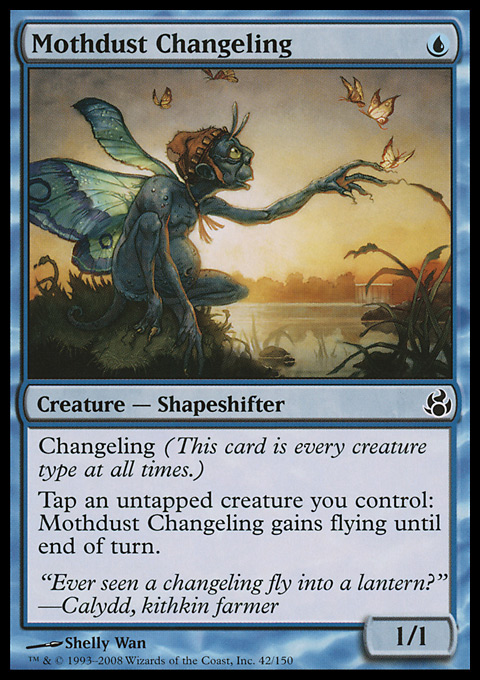 Mothdust Changeling
Creature — Shapeshifter
Changeling (This card is every creature
type at all times.)
Tap an untapped creature you control:
Mothdust Changeling gains flying until
end of turn.
“Ever seen a changeling fly into a lantern?”
—Calydd, kithkin farmer
1/1
Shelly Wan
™ & © 1993–2008 Wizards of the Coast, Inc. 42/150